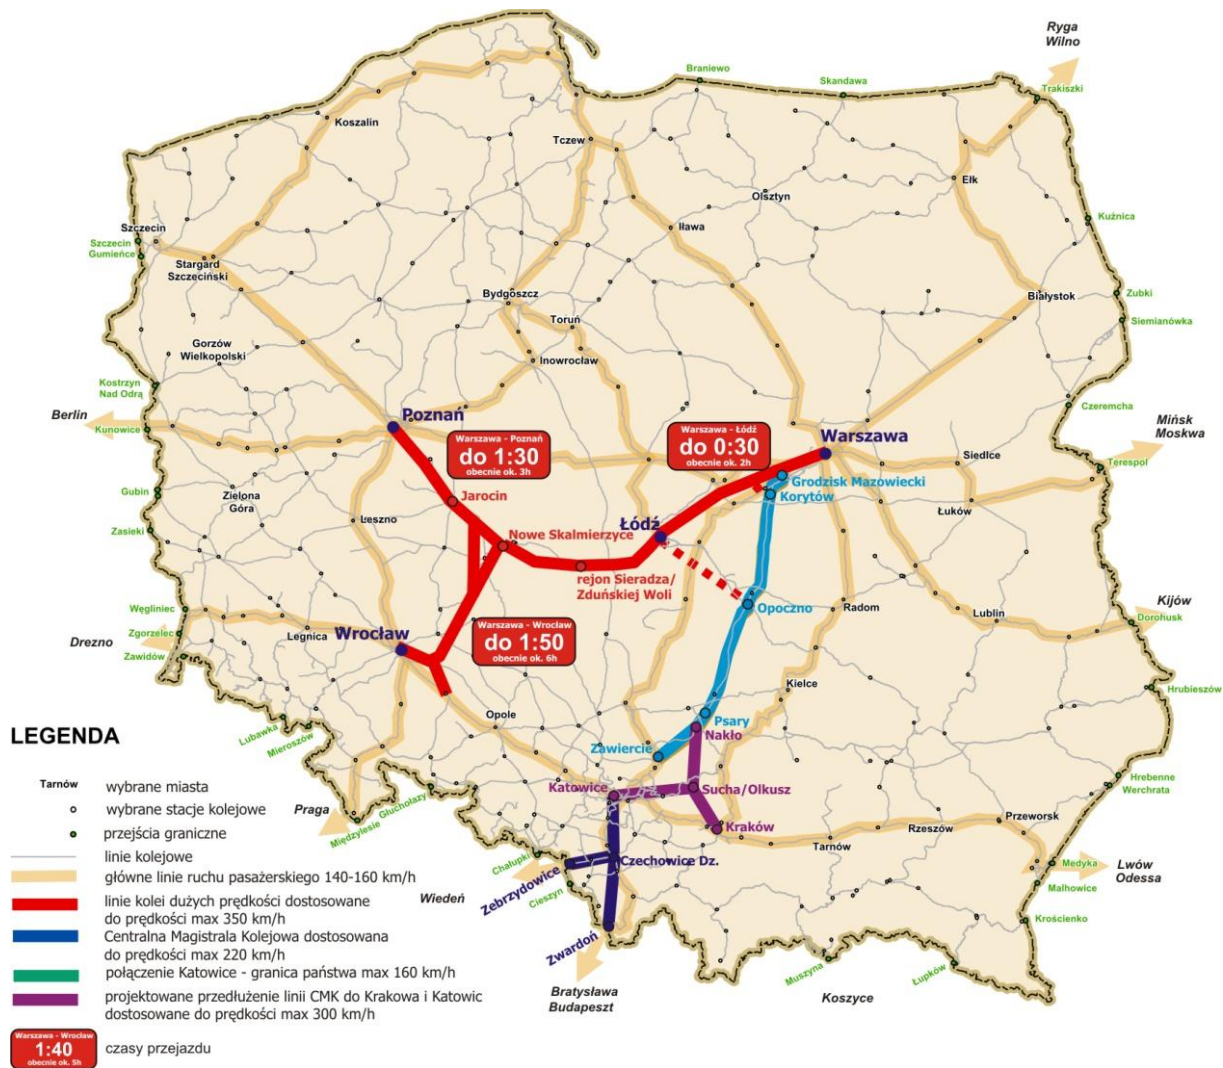 Ryga
Wilno
Braniewo
Skandawa
Trakiszki
Koszalin
Tczew
Ełk
Olsztyn
Kuźnica
Szczecin
Iława
Szczecin
Gumieńce
Stargard
Szczeciński
Białystok
Zubki
Bydgoszcz
Siemianówka
Toruń
Gorzów
Wielkopolski
Inowrocław
Kostrzyn
Nad Odrą
Czeremcha
Berlin
Poznań
Mińsk
Moskwa
Kunowice
Warszawa - Poznań
do 1:30
obecnie ok. 3h
Warszawa - Łódź
do 0:30
obecnie ok. 2h
Warszawa
Siedlce
Terespol
Grodzisk Mazowiecki
Korytów
Gubin
Zielona
Góra
Jarocin
Łuków
Leszno
Łódź
Zasieki
Nowe Skalmierzyce
rejon Sieradza/
Zduńskiej Woli
Opoczno
Radom
Lublin
Kijów
Dorohusk
Węgliniec
Zgorzelec
Drezno
Zawidów
Legnica
Wrocław
Warszawa - Wrocław
do 1:50
obecnie ok. 6h
Kielce
Hrubieszów
Opole
Psary
Nakło
Lubawka
Mieroszów
Zawiercie
LEGENDA
Tarnów
wybrane miasta
wybrane stacje kolejowe
przejścia graniczne
linie kolejowe
główne linie ruchu pasażerskiego 140-160 km/h
linie kolei dużych prędkości dostosowane
do prędkości max 350 km/h
Centralna Magistrala Kolejowa dostosowana
do prędkości max 220 km/h
połączenie Katowice - granica państwa max 160 km/h
projektowane przedłużenie linii CMK do Krakowa i Katowic
dostosowane do prędkości max 300 km/h
Warszawa - Wrocław
1:40
obecnie ok. 5h
czasy przejazdu
Praga
Międzylesie
Głuchołazy
Katowice
Sucha/Olkusz
Hrebenne
Werchrata
Kraków
Tarnów
Rzeszów
Przeworsk
Chałupki
Wiedeń
Cieszyn
Zebrzydowice
Czechowice Dz.
Medyka
Lwów
Odessa
Malhowice
Krościenko
Zwardoń
Bratysława
Budapeszt
Muszyna
Koszyce
Łupków